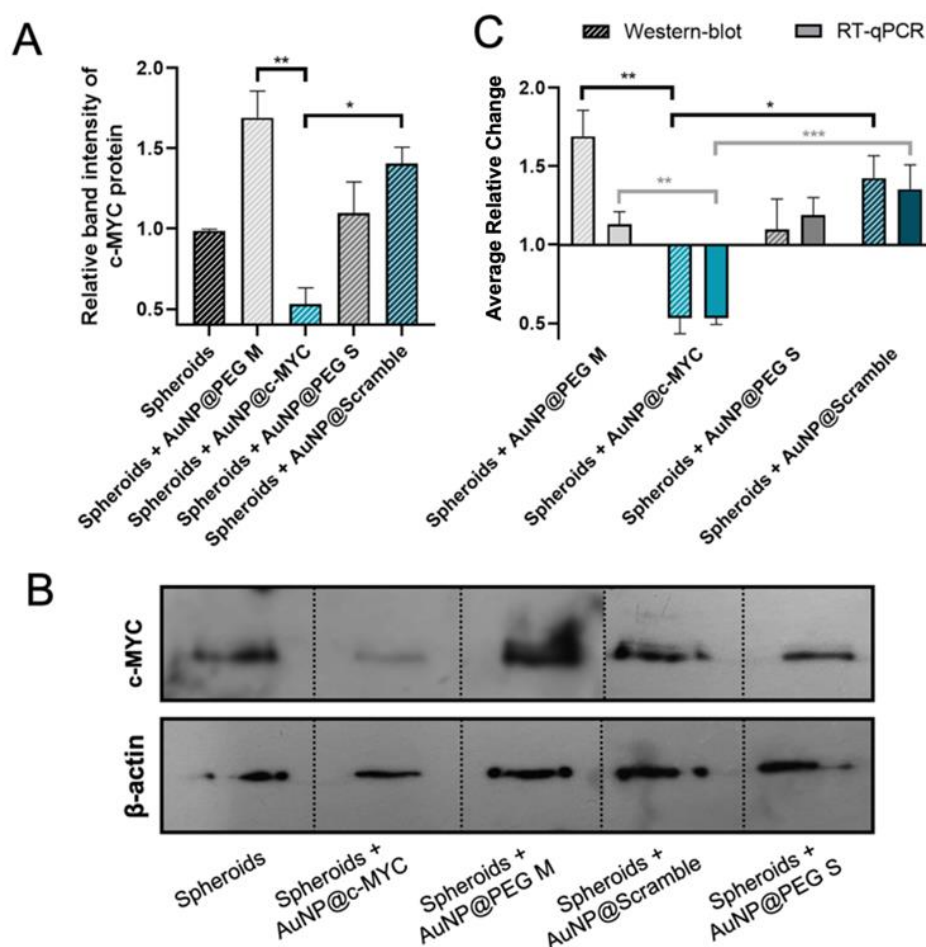 A
Relative band intensity of
c-MYC protein
2.0
1.5
1.0
0.5
**
*
Spheroids
Spheroids + AuNP@PEG M
Spheroids + AuNP@c-MYC
Spheroids + AuNP@PEG S
Spheroids + AuNP@Scramble
C
Western-blot
RT-qPCR
Average Relative Change
2.0
1.5
1.0
0.5
**
*
***
**
Spheroids + AuNP@PEG M
Spheroids + AuNP@c-MYC
Spheroids + AuNP@PEG S
Spheroids + AuNP@Scramble
B
c-MYC
β-actin
Spheroids
Spheroids +
AuNP@c-MYC
Spheroids +
AuNP@PEG M
Spheroids +
AuNP@Scramble
Spheroids +
AuNP@PEG S